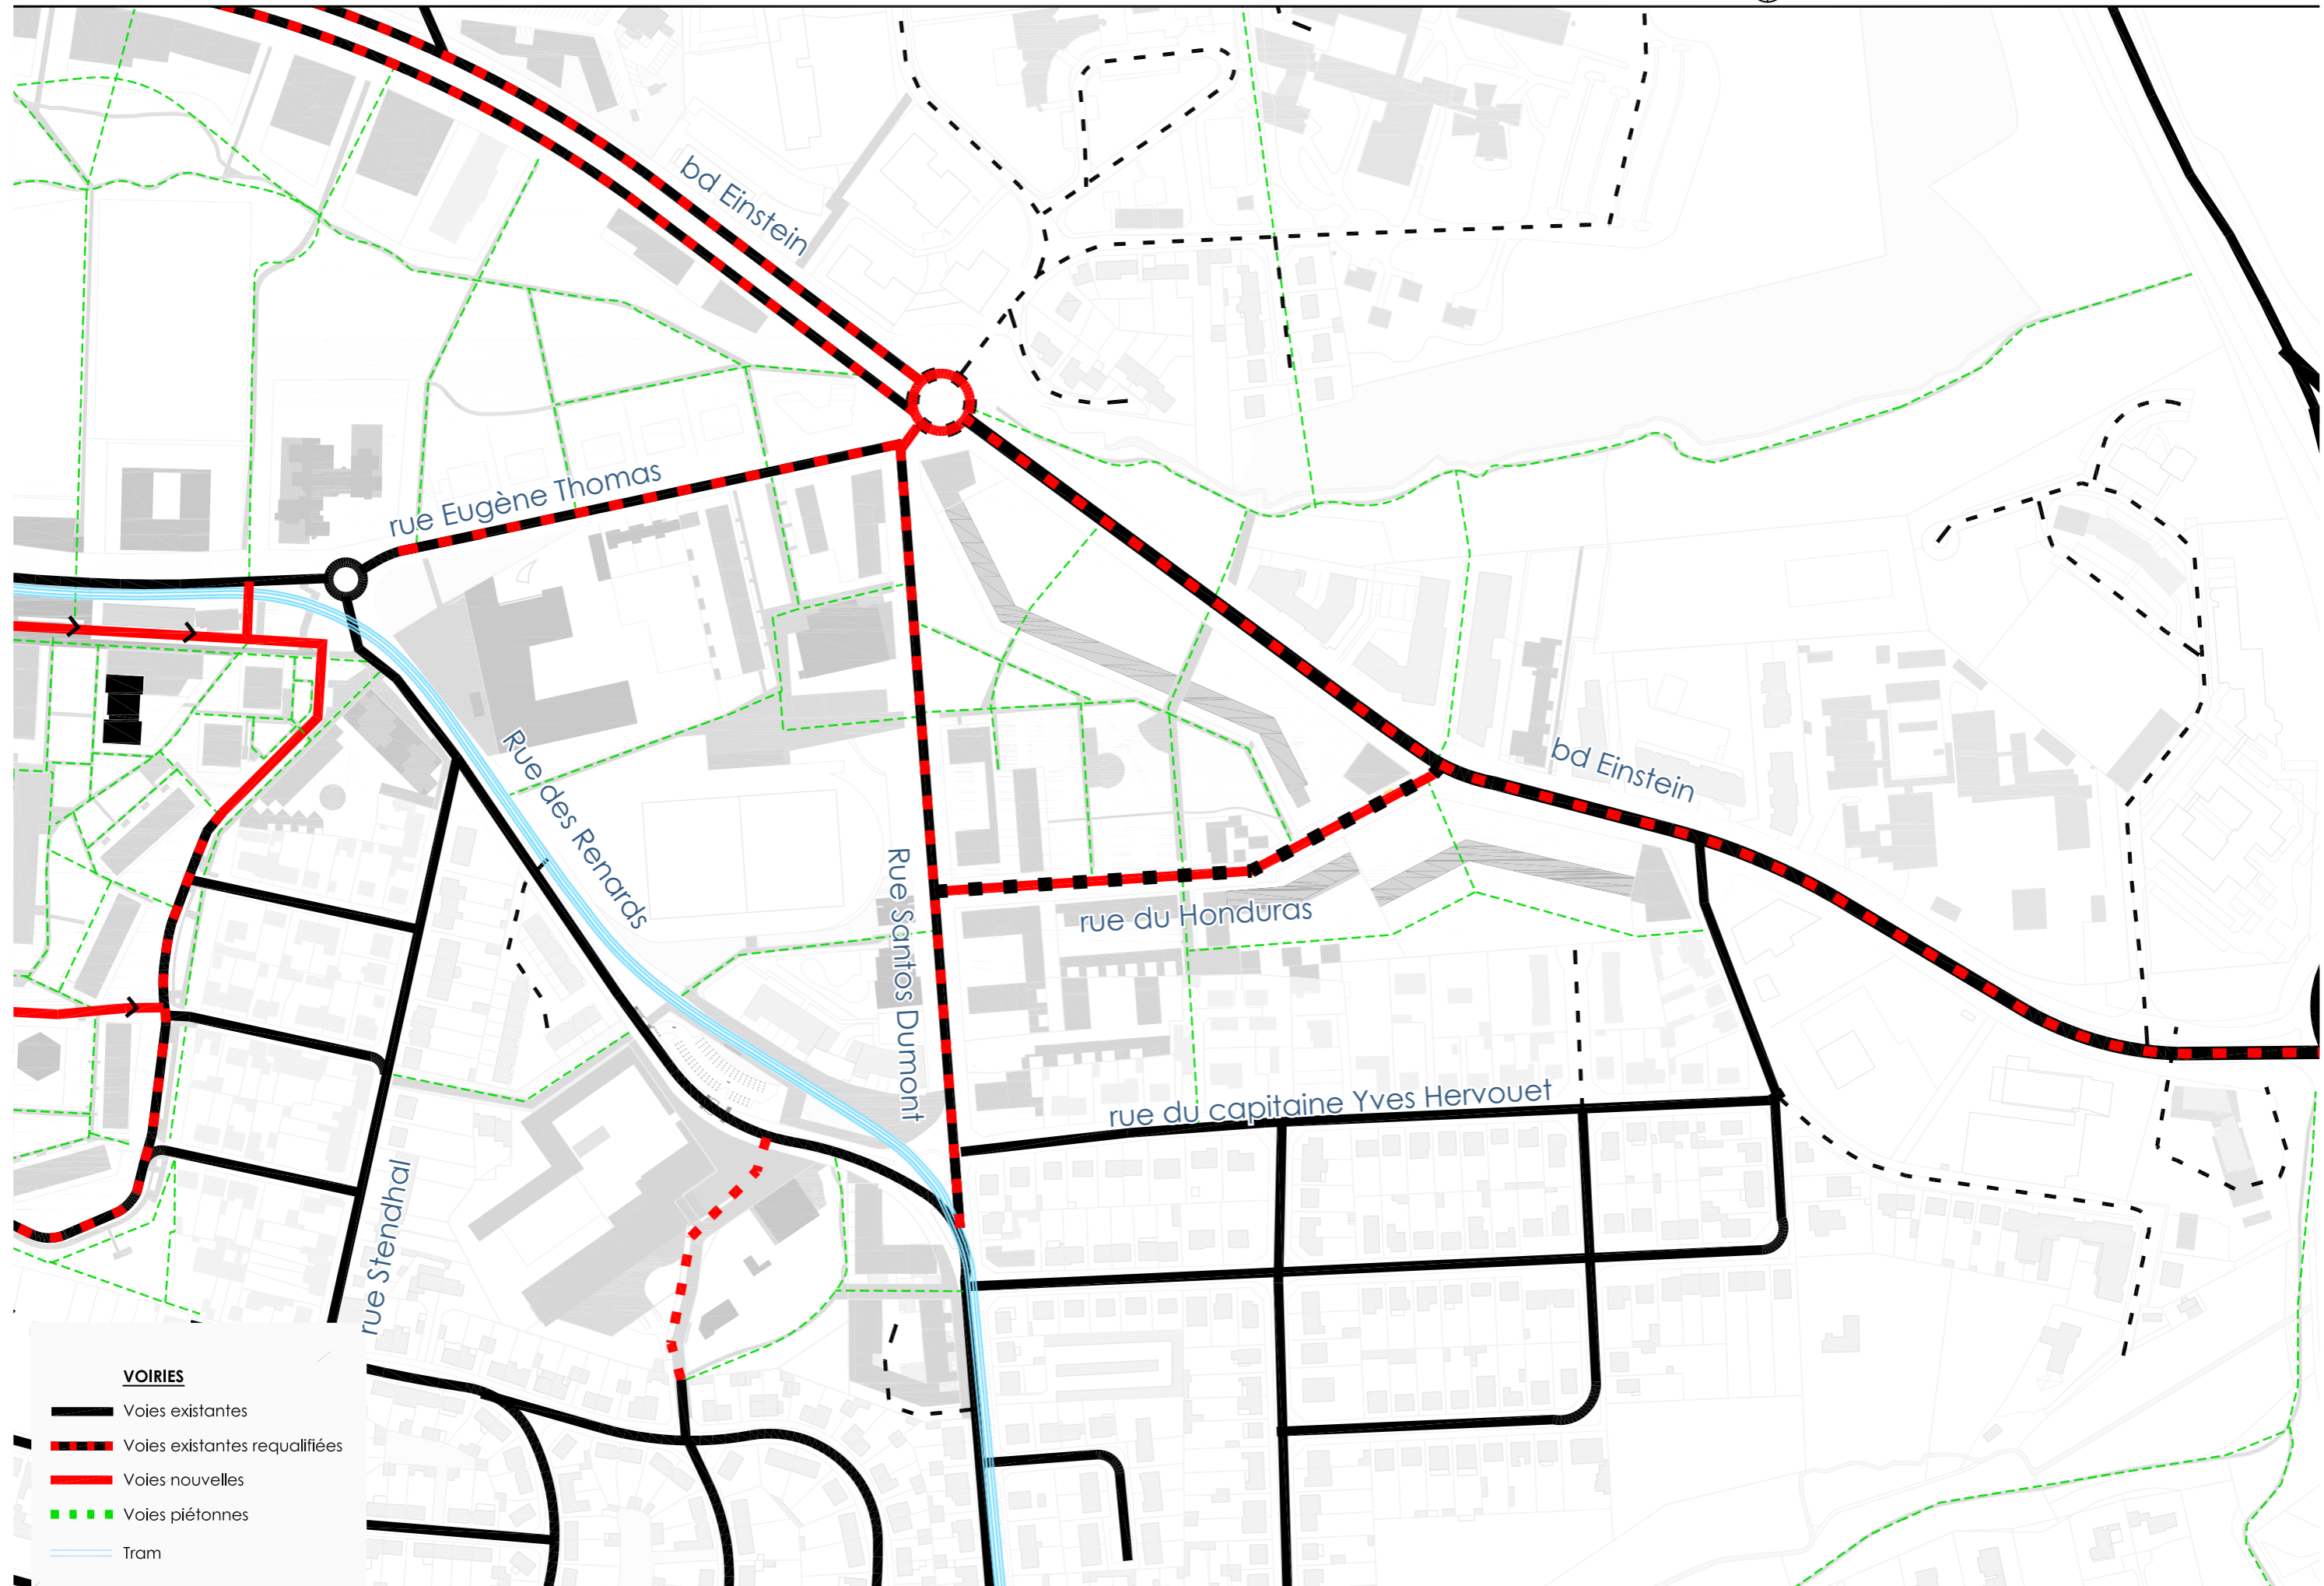 bd Einstein
rue Eugène Thomas
Rue des Renards
bd Einstein
Rue Santos Dumont
rue du Honduras
rue du capitaine Yves Hervouet
rue Stendhal
VOIRIES
Voies existantes
Voies existantes requalifiées
Voies nouvelles
Voies piétonnes
Tram